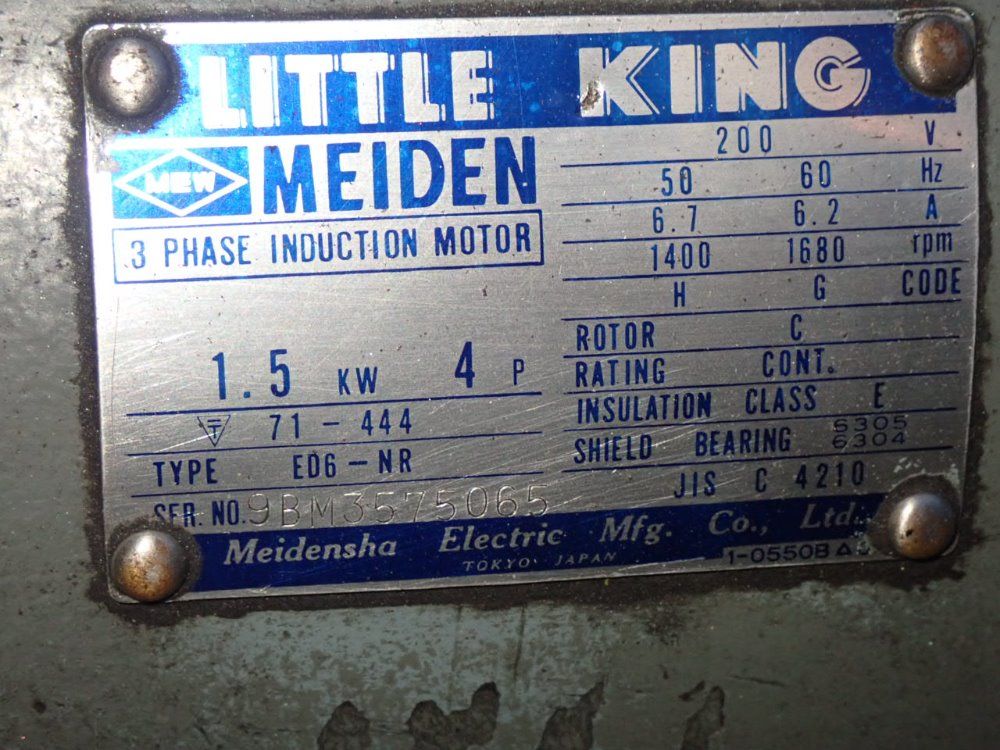 LITTLE KING
MEW MEIDEN
3 PHASE INDUCTION MOTOR
1.5 KW 4 P
71-444
TYPE ED6-NR
SER. NO. 9BM3575065
200 V
50 60 Hz
6.7 6.2 A
1400 1680 rpm
H G CODE
ROTOR C
RATING CONT.
INSULATION CLASS E
SHIELD BEARING 6305
6304
JIS C 4210
Meidensha Electric Mfg. Co., Ltd.
TOKYO JAPAN
1-0550B